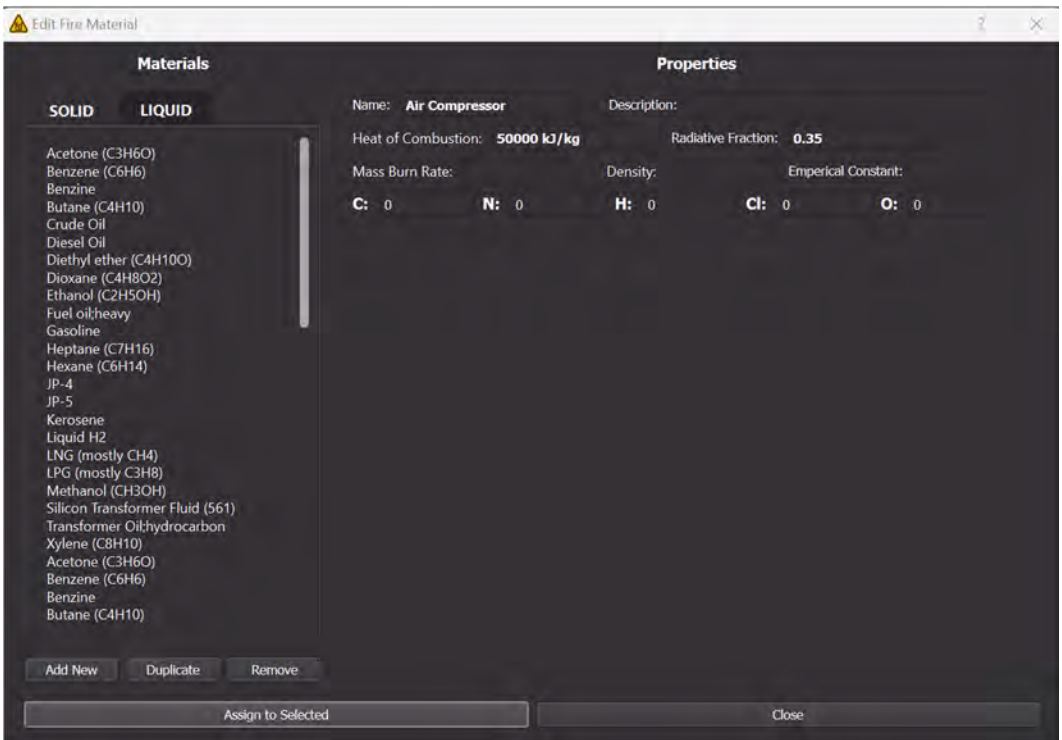 Edit Fire Material
?
Materials
Properties
SOLID LIQUID
Name: Air Compressor Description:
Heat of Combustion: 50000 kJ/kg Radiative Fraction: 0.35
Mass Burn Rate: Density: Emperical Constant:
C: 0 N: 0 H: 0 Cl: 0 O: 0
Acetone (C3H6O)
Benzene (C6H6)
Benzine
Butane (C4H10)
Crude Oil
Diesel Oil
Diethyl ether (C4H10O)
Dioxane (C4H8O2)
Ethanol (C2H5OH)
Fuel oil;heavy
Gasoline
Heptane (C7H16)
Hexane (C6H14)
JP-4
JP-5
Kerosene
Liquid H2
LNG (mostly CH4)
LPG (mostly C3H8)
Methanol (CH3OH)
Silicon Transformer Fluid (561)
Transformer Oil;hydrocarbon
Xylene (C8H10)
Acetone (C3H6O)
Benzene (C6H6)
Benzine
Butane (C4H10)
Add New Duplicate Remove
Assign to Selected Close